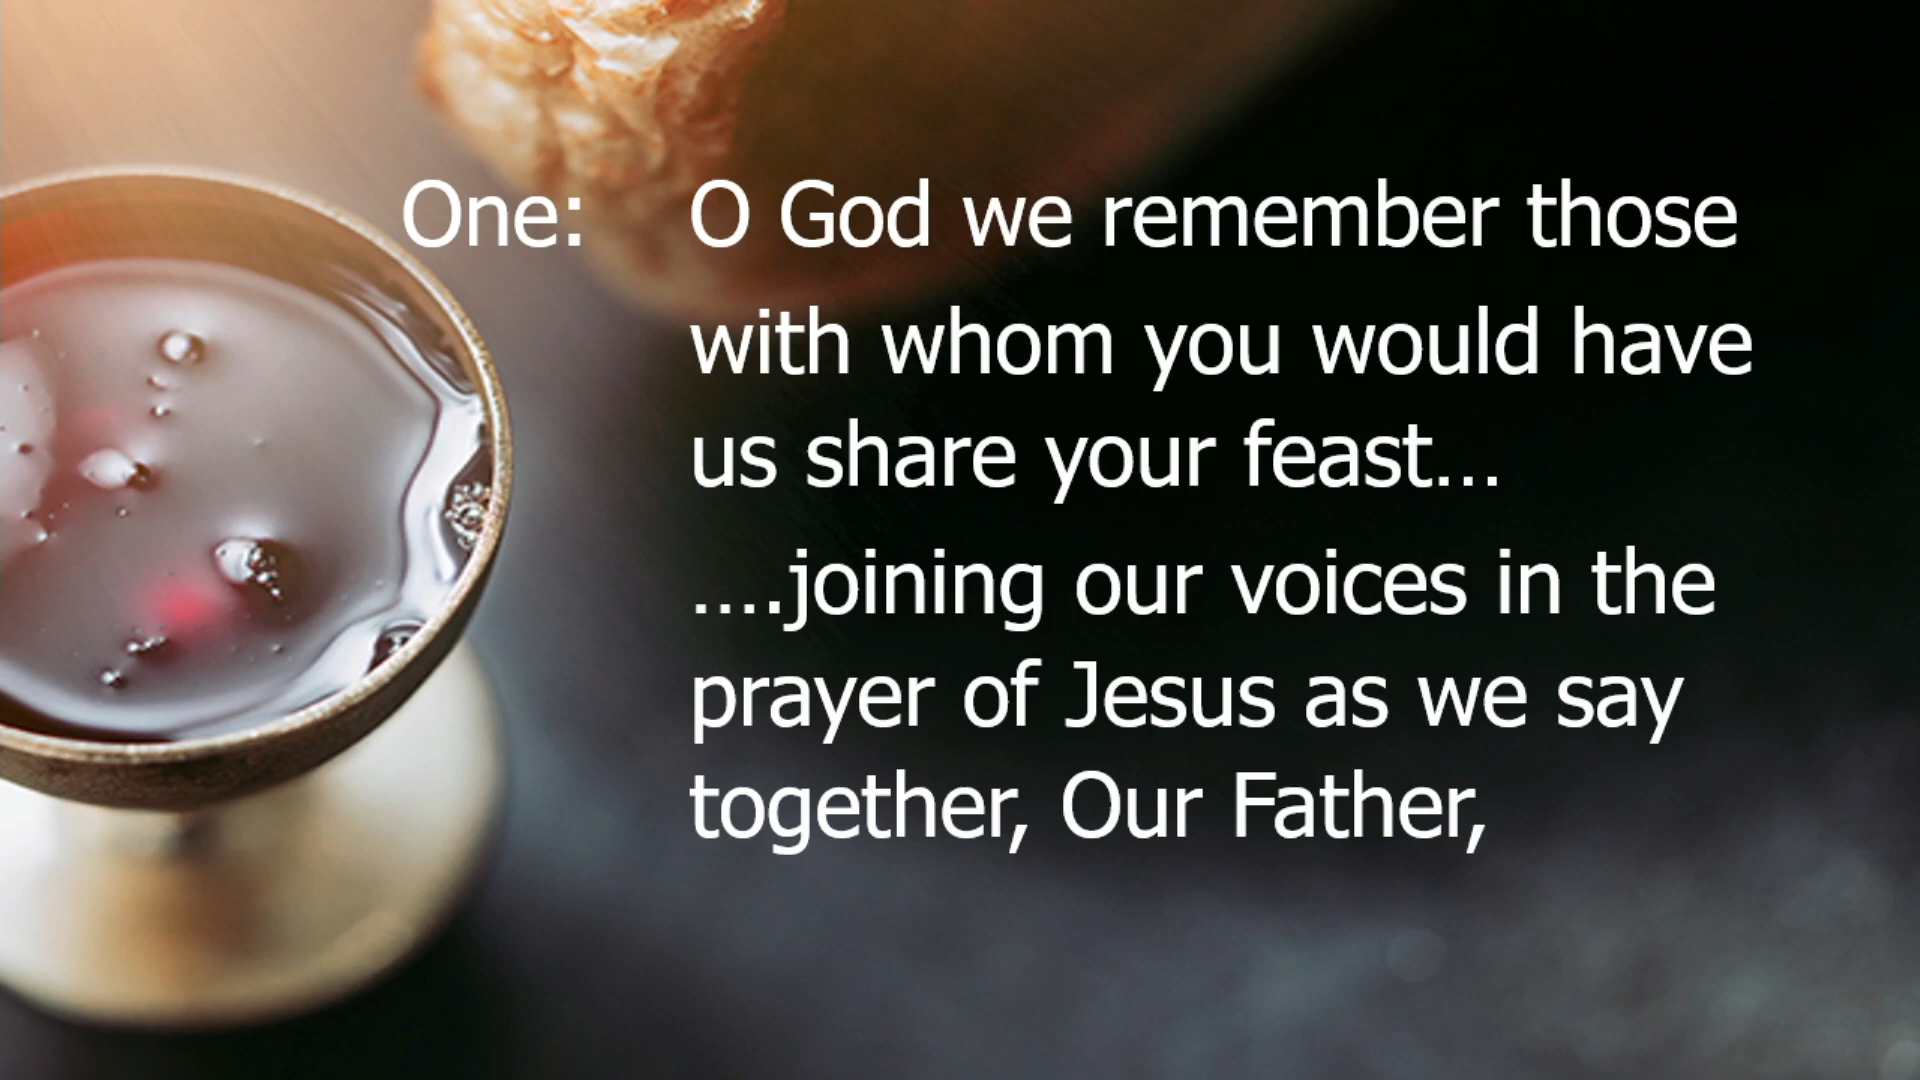 One: O God we remember those
with whom you would have
us share your feast…
….joining our voices in the
prayer of Jesus as we say
together, Our Father,